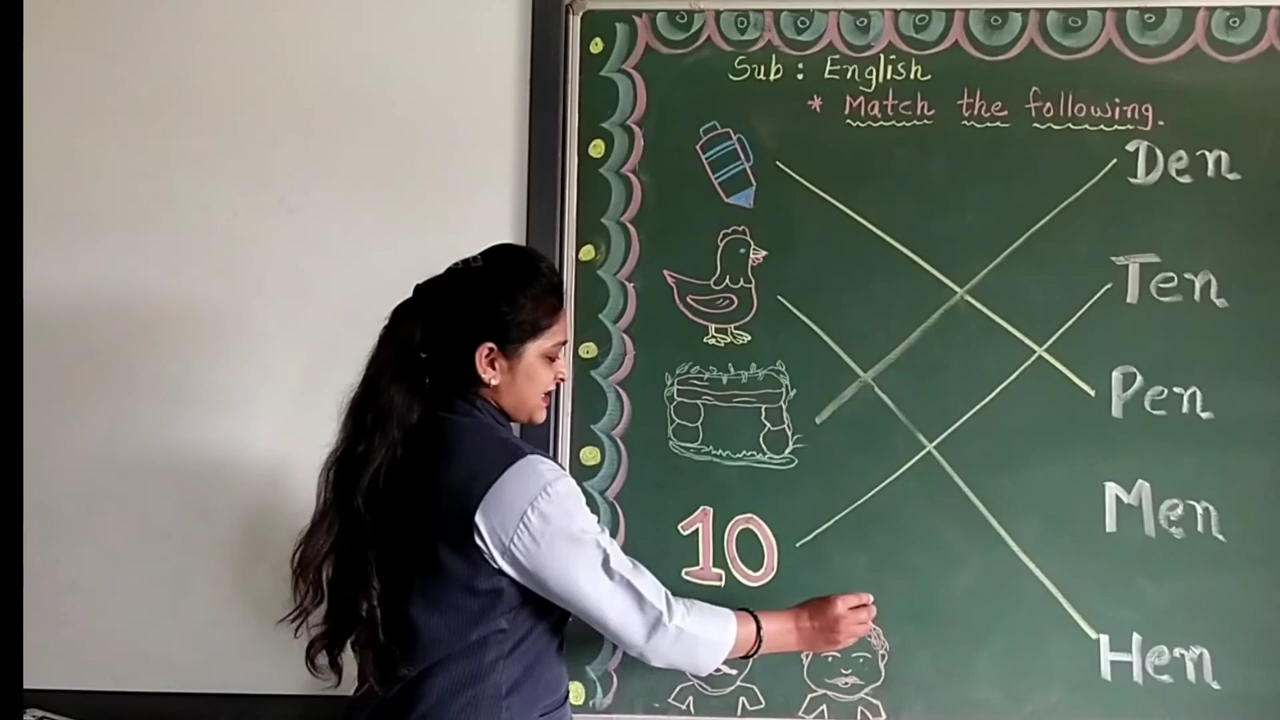 Sub : English
* Match the following.
Den
Ten
Pen
10
Men
Hen